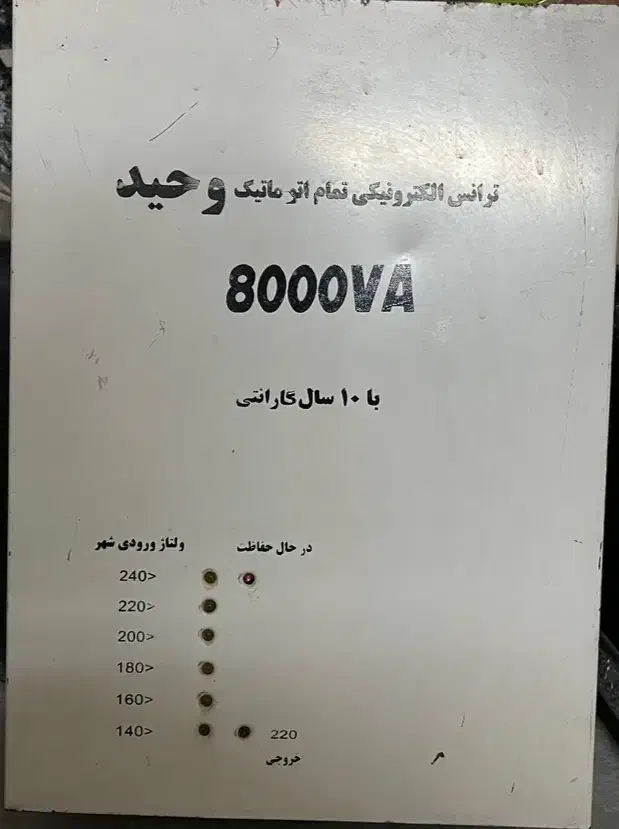 ترانس الکترونیکی تمام اتوماتیک وحید
8000VA
با ۱۰ سال گارانتی
در حال حفاظت
ولتاژ ورودی شهر
240>
220>
200>
180>
160>
140>
220
خروجی